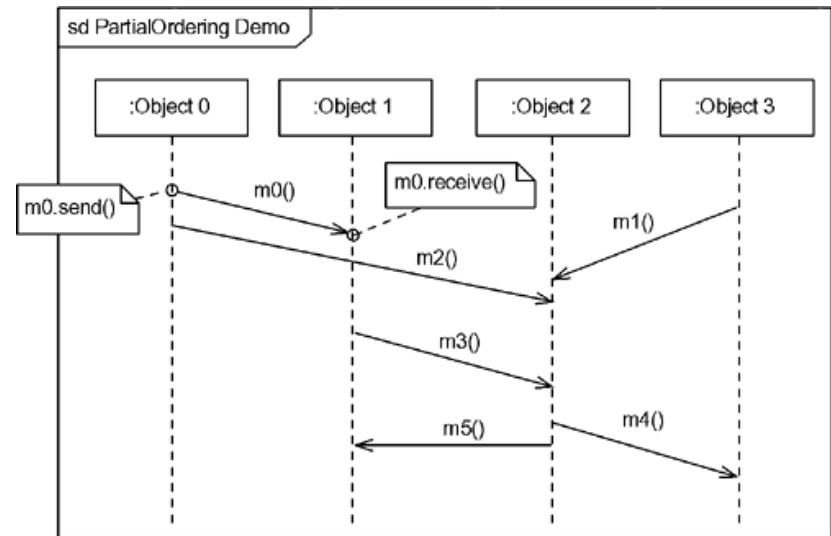 sd PartialOrdering Demo
:Object 0
:Object 1
:Object 2
:Object 3
m0.send()
m0()
m0.receive()
m1()
m2()
m3()
m5()
m4()